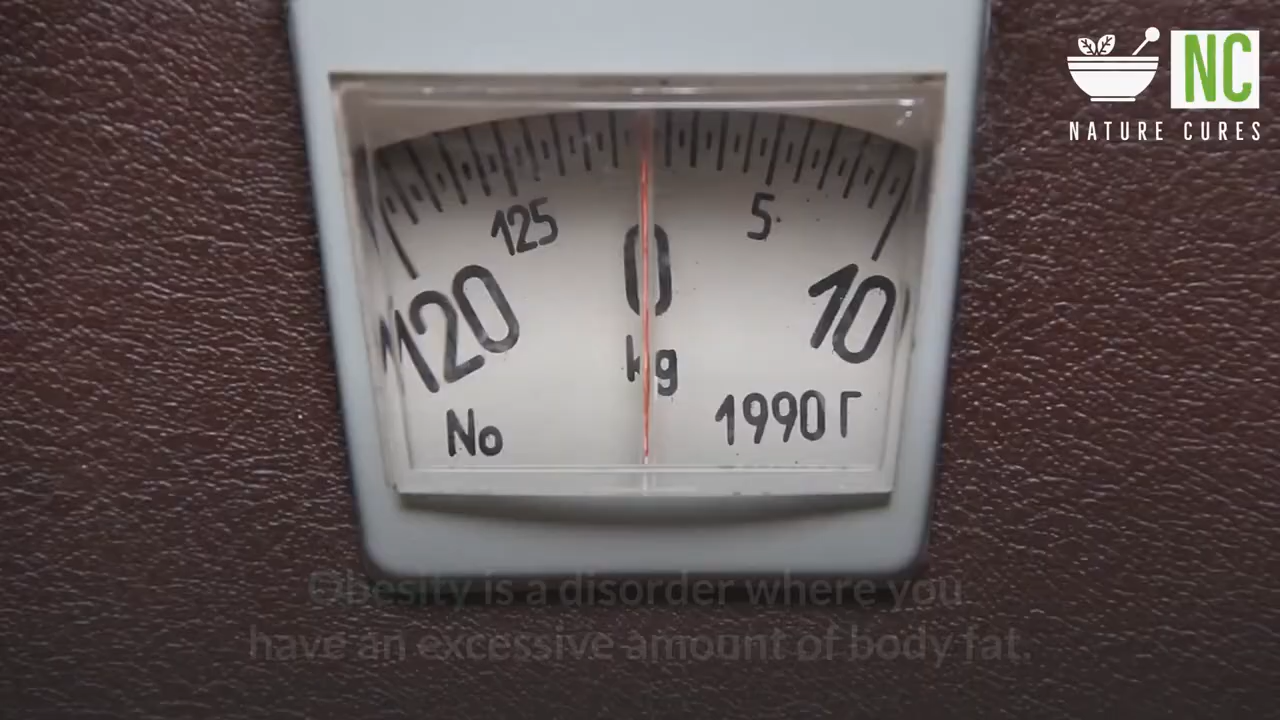 NC
NATURE CURES
125
5
0
120
10
kg
No
1990 Г
Obesity is a disorder where you
have an excessive amount of body fat.